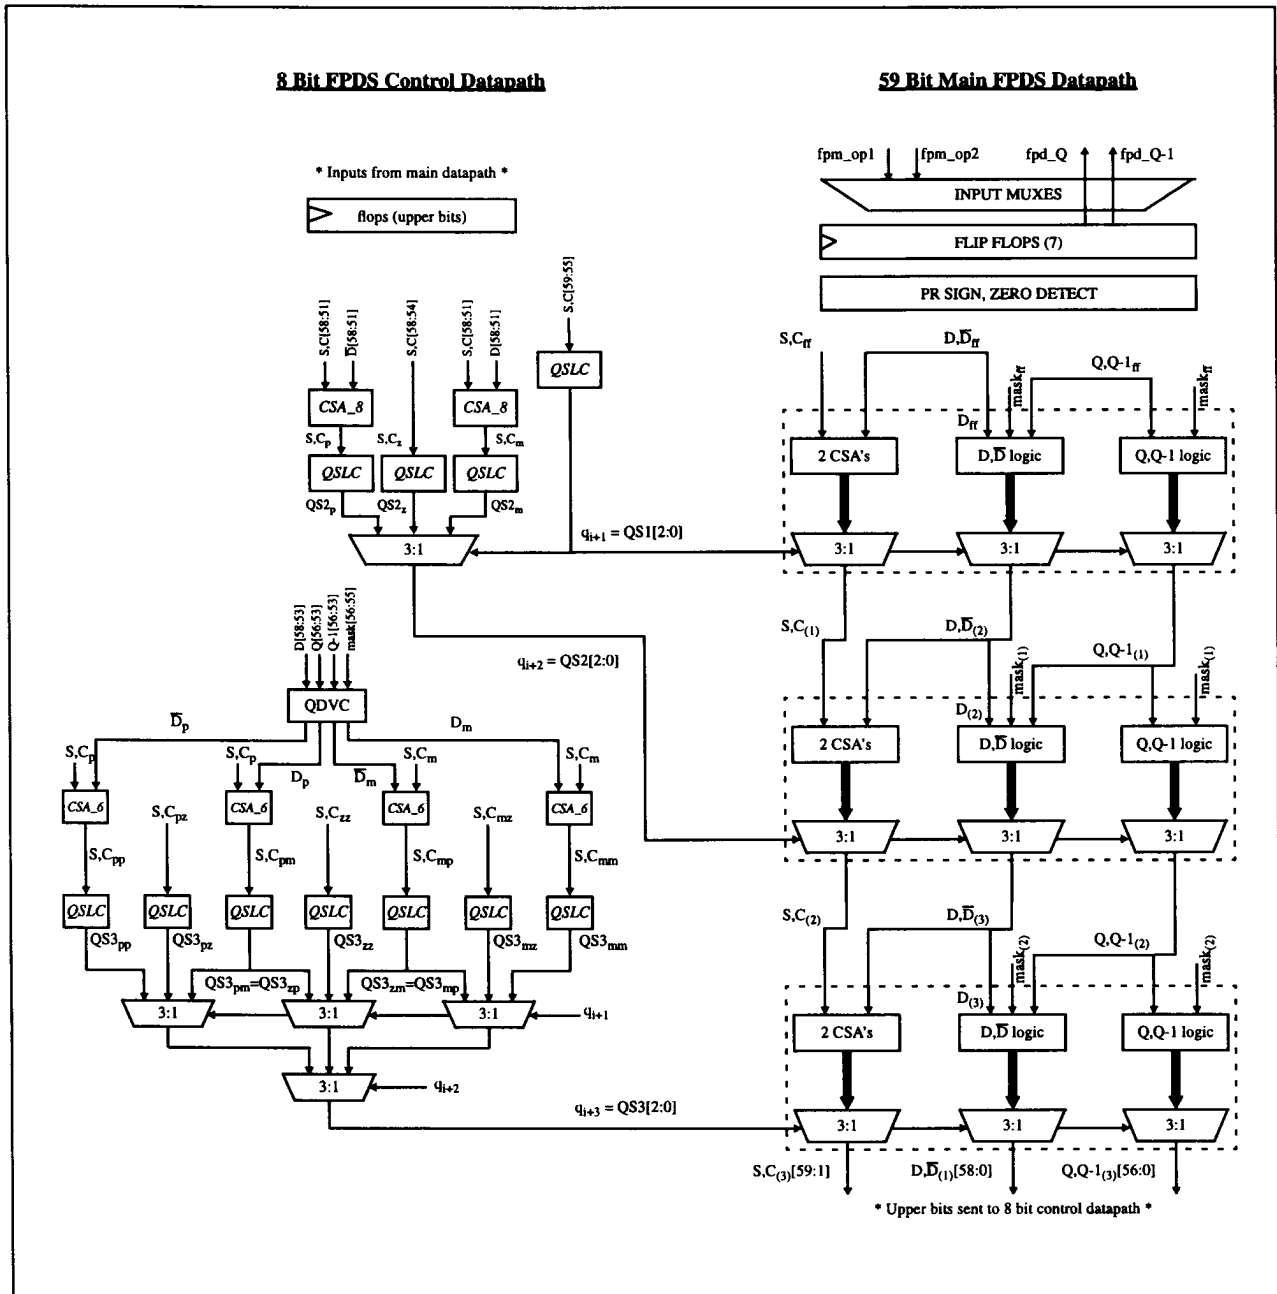 8 Bit FPDS Control Datapath
59 Bit Main FPDS Datapath
* Inputs from main datapath *
flops (upper bits)
fpm_op1
fpm_op2
fpd_Q
fpd_Q-1
INPUT MUXES
FLIP FLOPS (7)
PR SIGN, ZERO DETECT
S,C[58:51]
D̅[58:51]
S,C[58:54]
S,C[58:51]
D[58:51]
S,C[59:55]
QSLC
CSA_8
CSA_8
S,Cp
S,Cz
S,Cm
QSLC
QSLC
QSLC
QS2p
QS2z
QS2m
3:1
qi+1 = QS1[2:0]
S,Cff
D,D̅ff
maskff
Q,Q-1ff
maskff
Dff
2 CSA's
D,D̅ logic
Q,Q-1 logic
3:1
3:1
3:1
D[58:53]
Q[56:53]
Q-1[56:53]
mask[56:55]
QDVC
qi+2 = QS2[2:0]
S,C(1)
D,D̅(2)
mask(1)
Q,Q-1(1)
mask(1)
D(2)
2 CSA's
D,D̅ logic
Q,Q-1 logic
3:1
3:1
3:1
D̅p
Dm
S,Cp
S,Cp
Dp
D̅m
S,Cm
S,Cm
CSA_6
CSA_6
CSA_6
CSA_6
S,Cpz
S,Czz
S,Cmz
S,Cpp
S,Cpm
S,Cmp
S,Cmm
QSLC
QSLC
QSLC
QSLC
QSLC
QSLC
QSLC
QS3pp
QS3pz
QS3zz
QS3mz
QS3mm
QS3pm=QS3zp
QS3zm=QS3mp
3:1
3:1
3:1
qi+1
3:1
qi+2
qi+3 = QS3[2:0]
S,C(2)
D,D̅(3)
mask(2)
Q,Q-1(2)
mask(2)
D(3)
2 CSA's
D,D̅ logic
Q,Q-1 logic
3:1
3:1
3:1
S,C(3)[59:1]
D,D̅(1)[58:0]
Q,Q-1(3)[56:0]
* Upper bits sent to 8 bit control datapath *